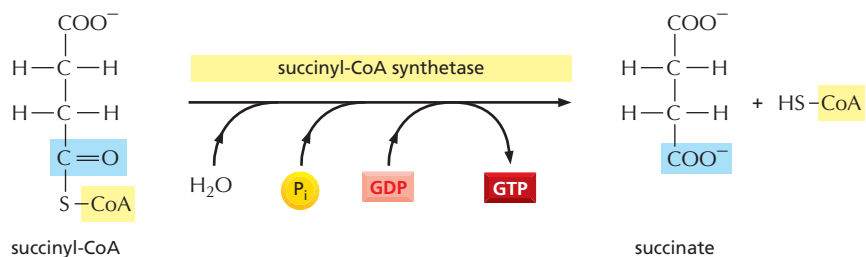 COO⁻
H—C—H
H—C—H
C=O
S—CoA
succinyl-CoA
succinyl-CoA synthetase
H₂O
Pᵢ
GDP
GTP
COO⁻
H—C—H
H—C—H
COO⁻
succinate
+ HS—CoA